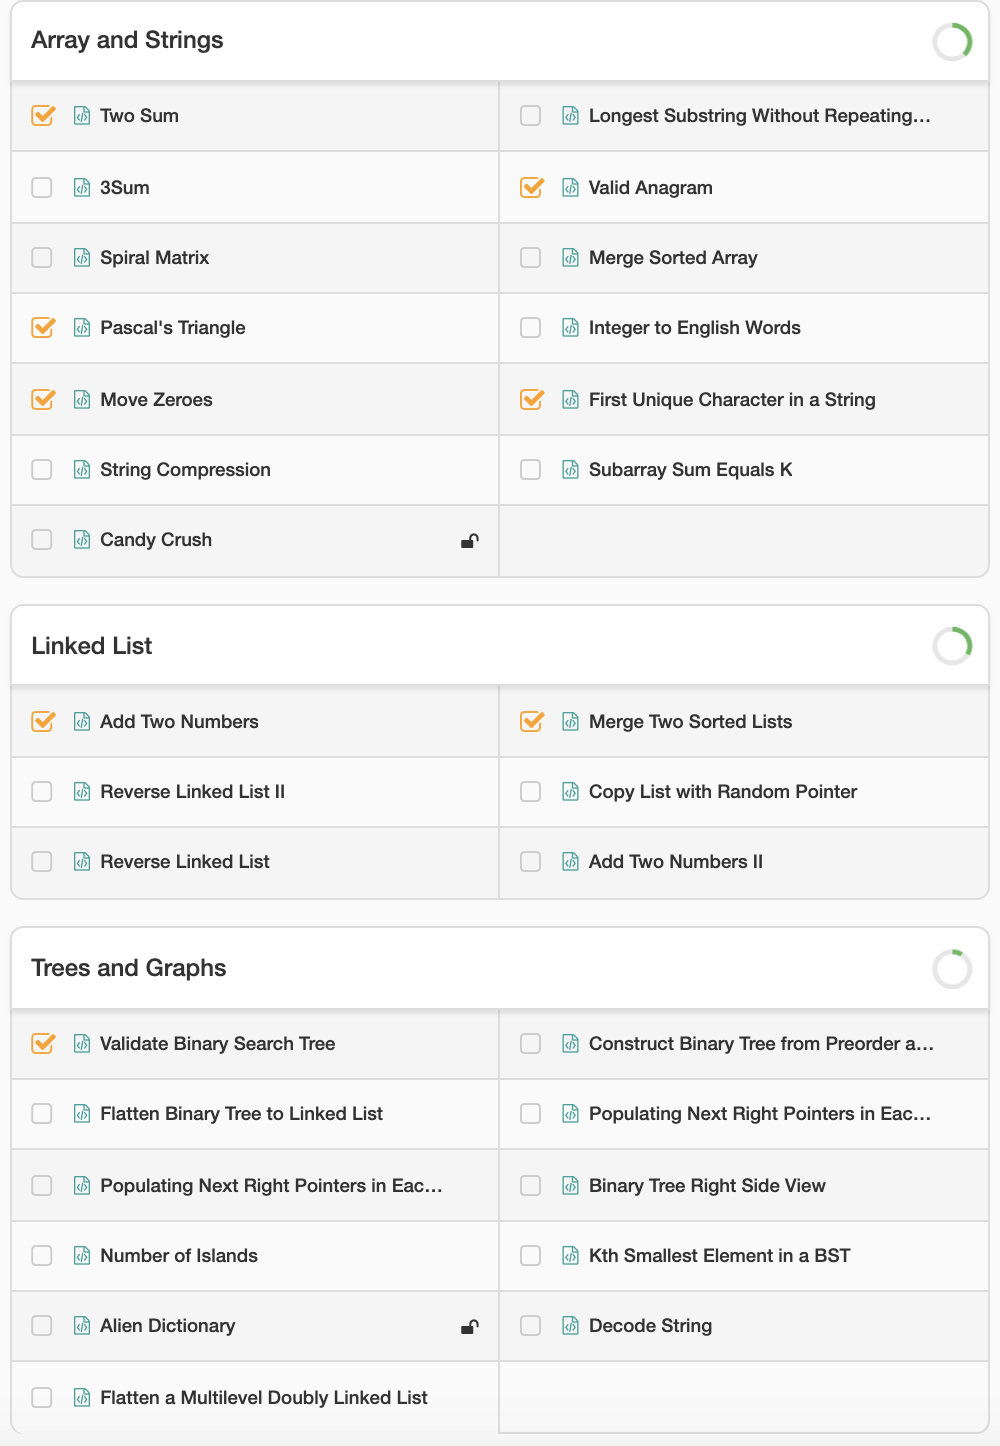 Array and Strings
Two Sum
Longest Substring Without Repeating...
3Sum
Valid Anagram
Spiral Matrix
Merge Sorted Array
Pascal's Triangle
Integer to English Words
Move Zeroes
First Unique Character in a String
String Compression
Subarray Sum Equals K
Candy Crush
Linked List
Add Two Numbers
Merge Two Sorted Lists
Reverse Linked List II
Copy List with Random Pointer
Reverse Linked List
Add Two Numbers II
Trees and Graphs
Validate Binary Search Tree
Construct Binary Tree from Preorder a...
Flatten Binary Tree to Linked List
Populating Next Right Pointers in Eac...
Populating Next Right Pointers in Eac...
Binary Tree Right Side View
Number of Islands
Kth Smallest Element in a BST
Alien Dictionary
Decode String
Flatten a Multilevel Doubly Linked List